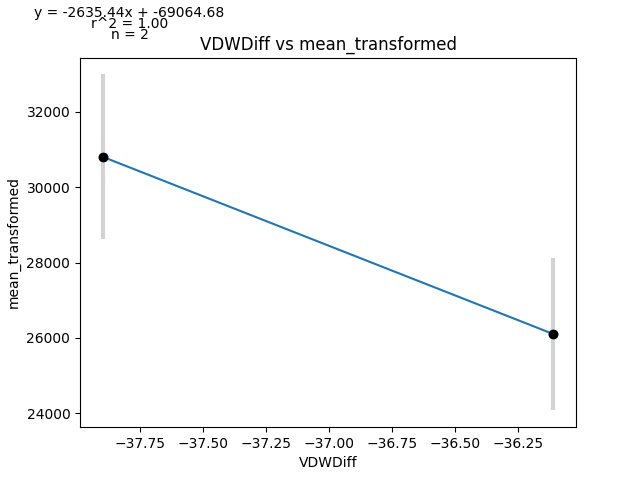 y = -2635.44x + -69064.68
r^2 = 1.00
n = 2
VDWDiff vs mean_transformed
mean_transformed
32000
30000
28000
26000
24000
−37.75 −37.50 −37.25 −37.00 −36.75 −36.50 −36.25
VDWDiff